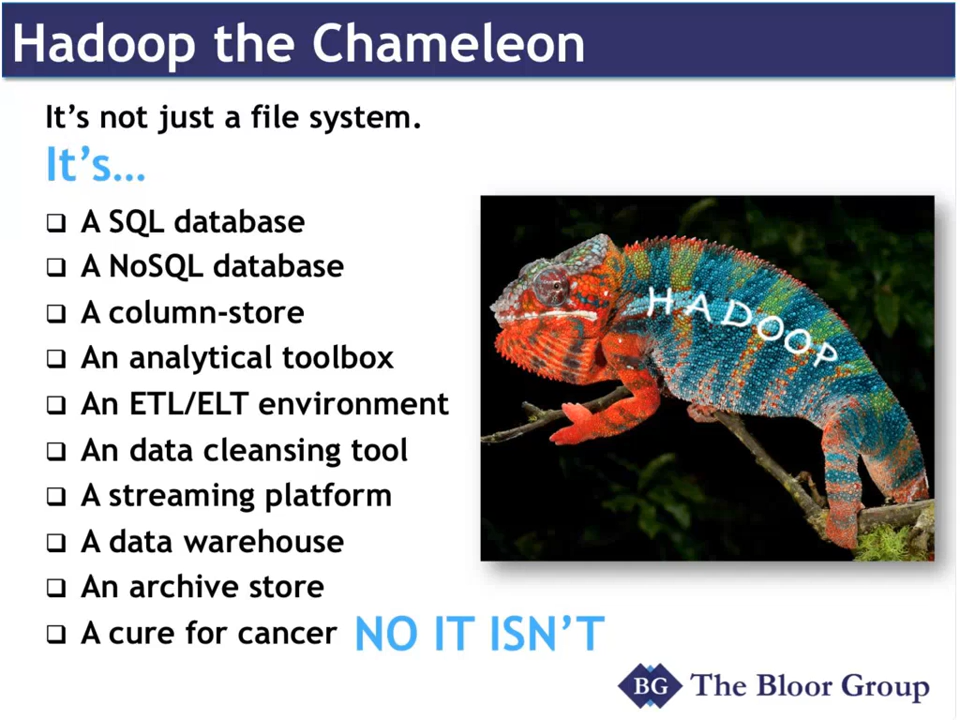 Hadoop the Chameleon
It’s not just a file system.
It’s…
A SQL database
A NoSQL database
A column-store
An analytical toolbox
An ETL/ELT environment
An data cleansing tool
A streaming platform
A data warehouse
An archive store
A cure for cancer NO IT ISN’T
HADOOP
BG The Bloor Group